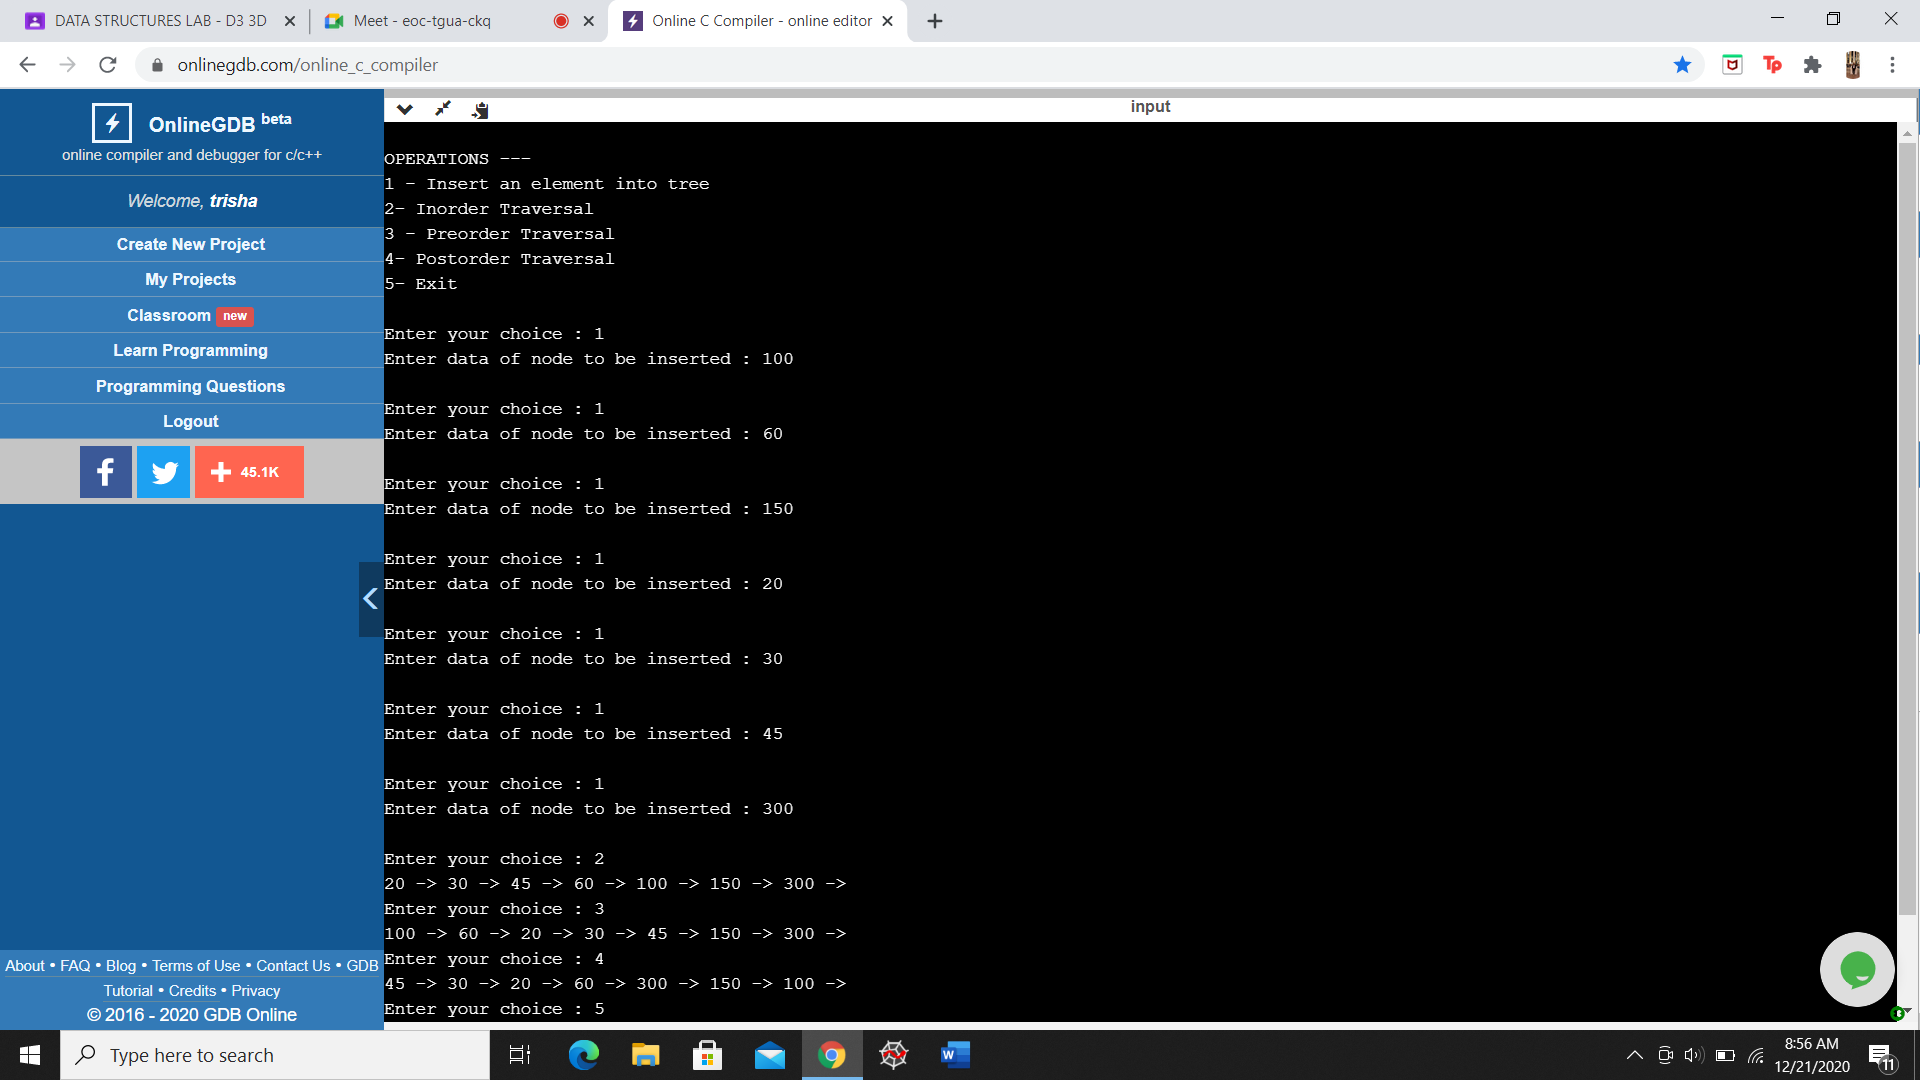 DATA STRUCTURES LAB - D3 3D
Meet - eoc-tgua-ckq
Online C Compiler - online editor
onlinegdb.com/online_c_compiler
OnlineGDB beta
online compiler and debugger for c/c++
Welcome, trisha
Create New Project
My Projects
Classroom new
Learn Programming
Programming Questions
Logout
f
45.1K
About • FAQ • Blog • Terms of Use • Contact Us • GDB
Tutorial • Credits • Privacy
© 2016 - 2020 GDB Online
input
OPERATIONS ---
1 - Insert an element into tree
2- Inorder Traversal
3 - Preorder Traversal
4- Postorder Traversal
5- Exit
Enter your choice : 1
Enter data of node to be inserted : 100
Enter your choice : 1
Enter data of node to be inserted : 60
Enter your choice : 1
Enter data of node to be inserted : 150
Enter your choice : 1
Enter data of node to be inserted : 20
Enter your choice : 1
Enter data of node to be inserted : 30
Enter your choice : 1
Enter data of node to be inserted : 45
Enter your choice : 1
Enter data of node to be inserted : 300
Enter your choice : 2
20 -> 30 -> 45 -> 60 -> 100 -> 150 -> 300 ->
Enter your choice : 3
100 -> 60 -> 20 -> 30 -> 45 -> 150 -> 300 ->
Enter your choice : 4
45 -> 30 -> 20 -> 60 -> 300 -> 150 -> 100 ->
Enter your choice : 5
Type here to search
8:56 AM
12/21/2020
11